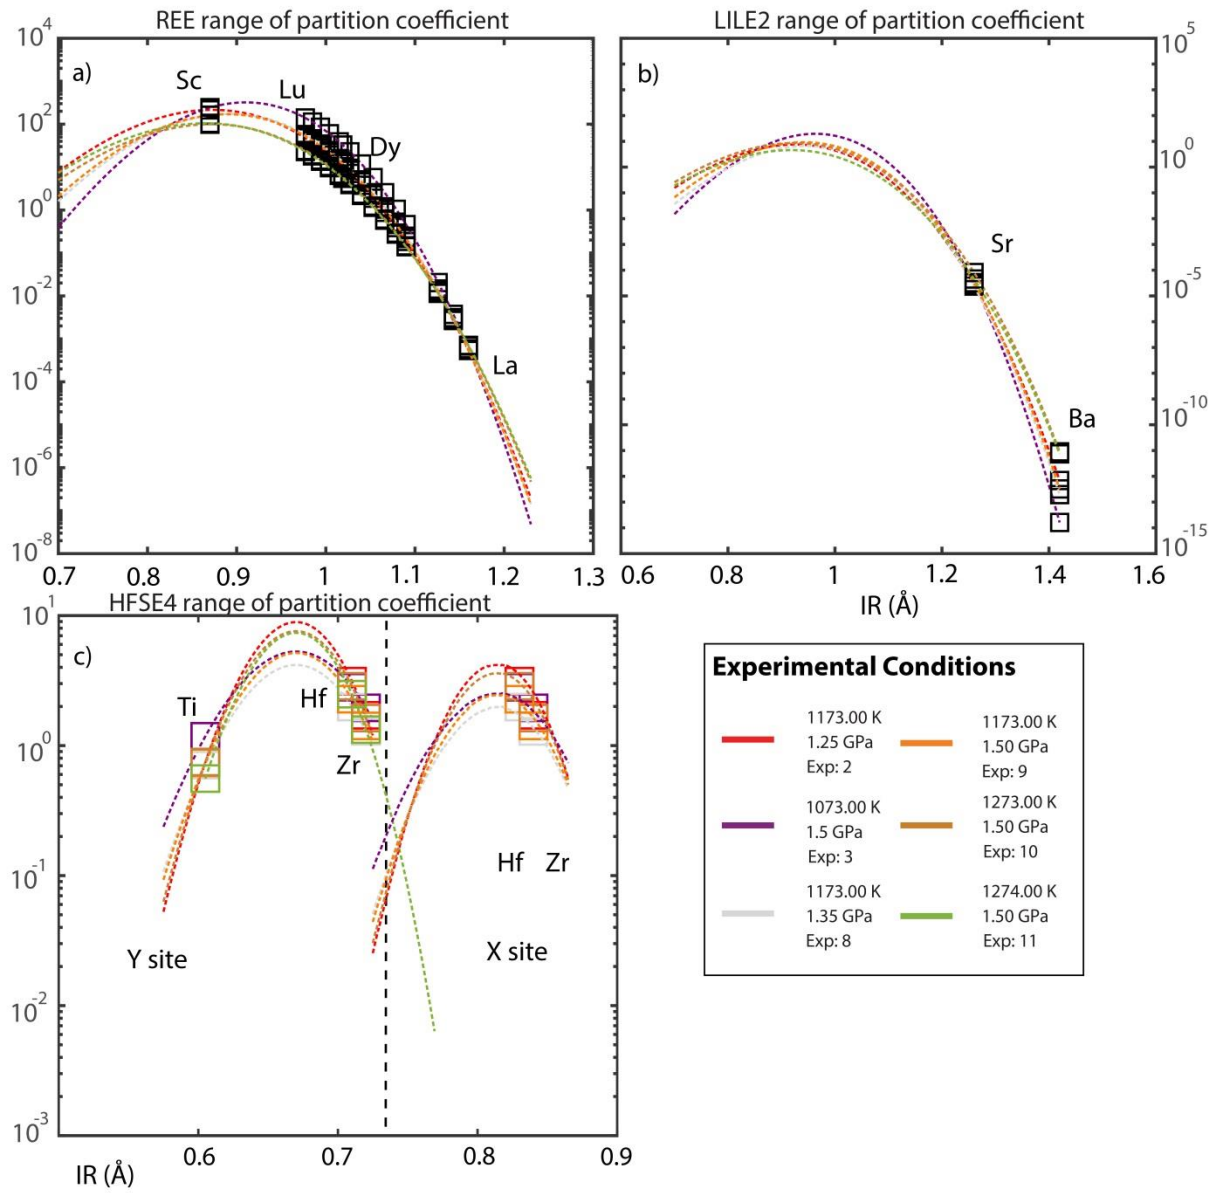 REE range of partition coefficient
LILE2 range of partition coefficient
10^4
10^2
10^0
10^-2
10^-4
10^-6
10^-8
a)
Sc
Lu
Dy
La
0.7
0.8
0.9
1
1.1
1.2
1.3
b)
Sr
Ba
10^5
10^0
10^-5
10^-10
10^-15
0.6
0.8
1.0
1.2
1.4
1.6
IR (Å)
HFSE4 range of partition coefficient
10^1
10^0
10^-1
10^-2
10^-3
c)
Ti
Hf
Zr
Hf
Zr
Y site
X site
0.6
0.7
0.8
0.9
IR (Å)
Experimental Conditions
1173.00 K
1.25 GPa
Exp: 2
1073.00 K
1.5 GPa
Exp: 3
1173.00 K
1.35 GPa
Exp: 8
1173.00 K
1.50 GPa
Exp: 9
1273.00 K
1.50 GPa
Exp: 10
1274.00 K
1.50 GPa
Exp: 11